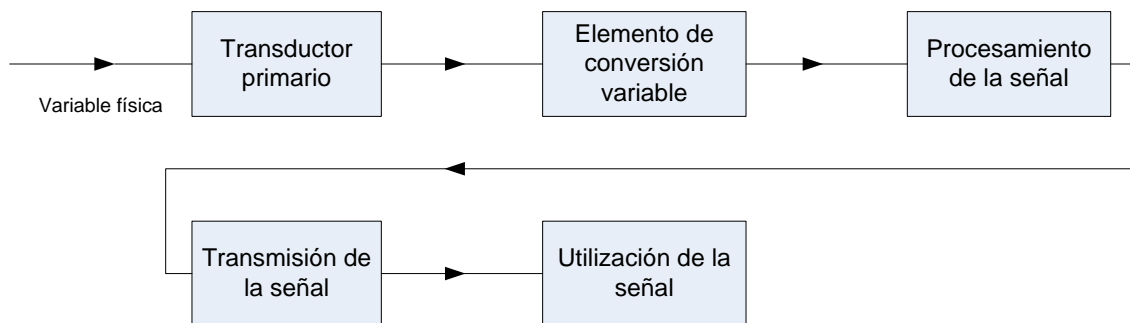 Variable física
Transductor
primario
Elemento de
conversión
variable
Procesamiento
de la señal
Transmisión de
la señal
Utilización de la
señal